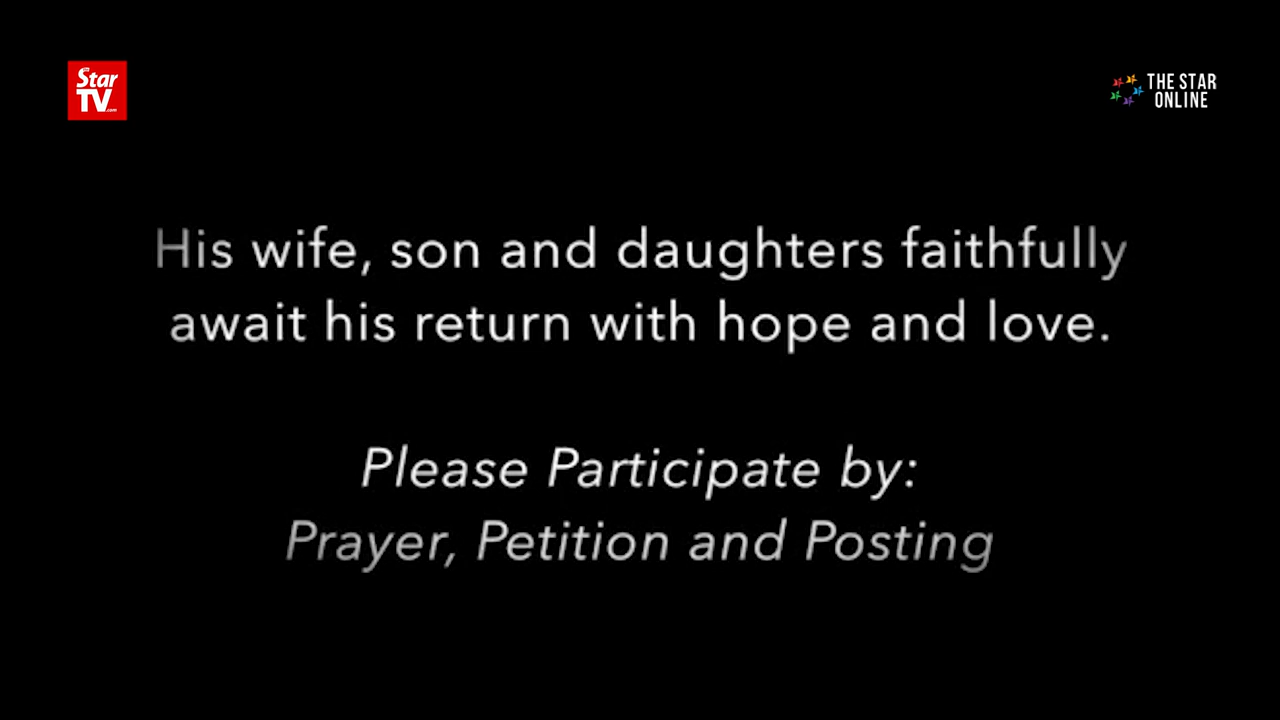 Star
TV.com
THE STAR
ONLINE
His wife, son and daughters faithfully
await his return with hope and love.
Please Participate by:
Prayer, Petition and Posting